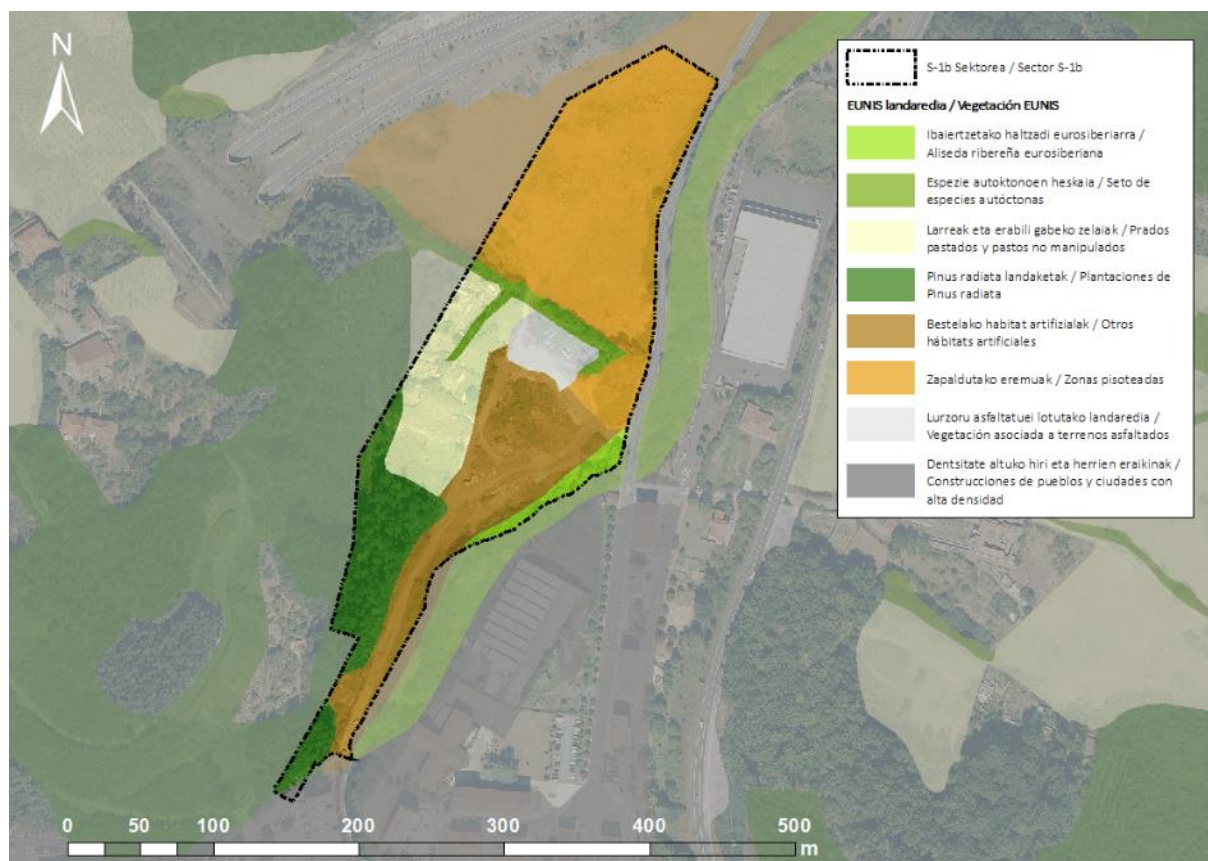 N
S-1b Sektorea / Sector S-1b
EUNIS landaredia / Vegetación EUNIS
Ibaiertzetako haltzadi eurosiberiarra /
Aliseda ribereña eurosiberiana
Espezie autoktonoen heskaia / Seto de
especies autóctonas
Larreak eta erabili gabeko zelaiak / Prados
pastados y pastos no manipulados
Pinus radiata landaketak / Plantaciones de
Pinus radiata
Bestelako habitat artifizialak / Otros
hábitats artificiales
Zapaldutako eremuak / Zonas pisoteadas
Lurzoru asfaltatuei lotutako landaredia /
Vegetación asociada a terrenos asfaltados
Dentsitate altuko hiri eta herrien eraikinak /
Construcciones de pueblos y ciudades con
alta densidad
0 50 100 200 300 400 500
m